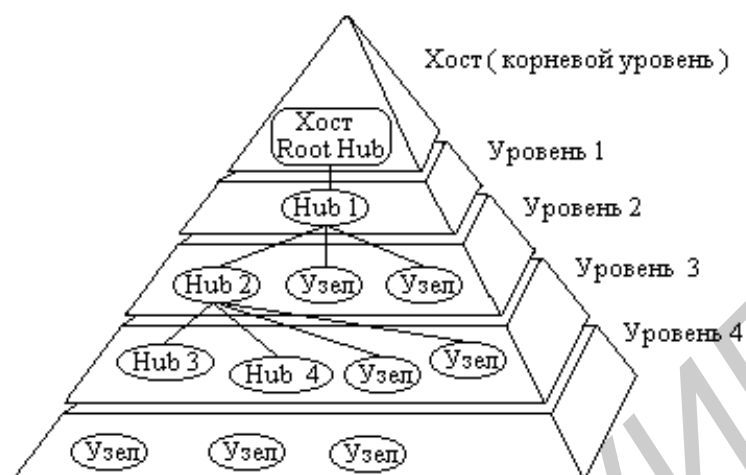 Хост ( корневой уровень )
Хост
Root Hub
Уровень 1
Hub 1
Уровень 2
Hub 2 Узел Узел
Уровень 3
Уровень 4
Hub 3 Hub 4 Узел Узел
Узел Узел Узел